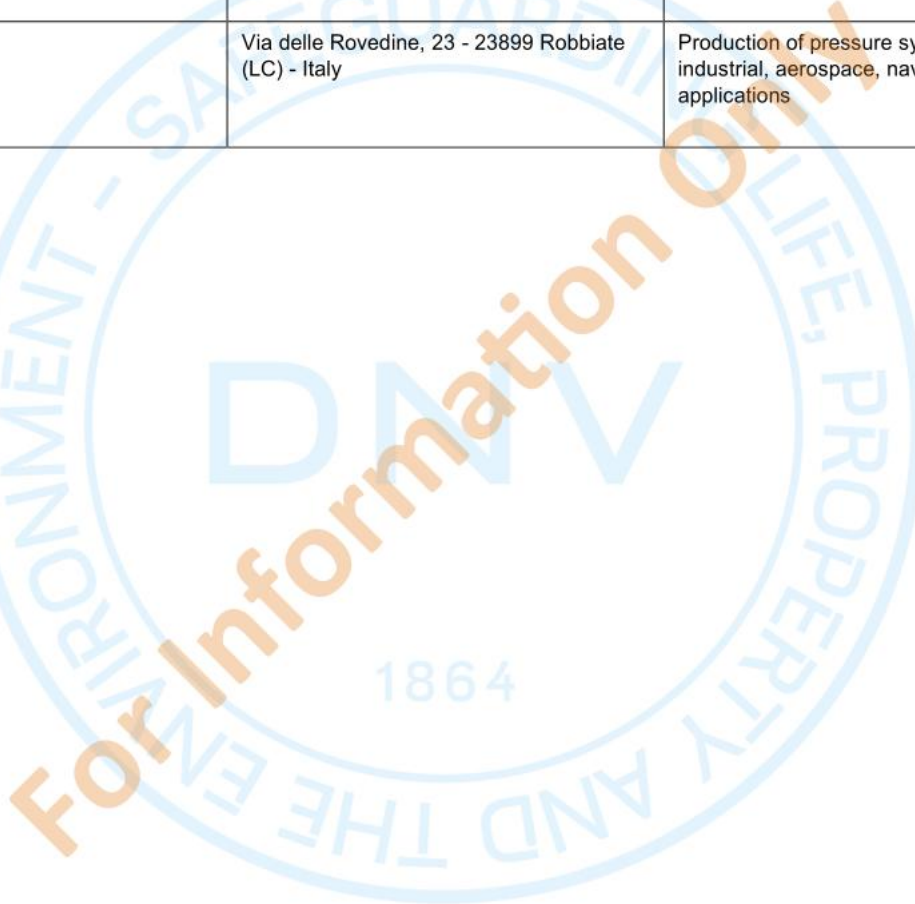 Via delle Rovedine, 23 - 23899 Robbiate
(LC) - Italy
Production of pressure sy
industrial, aerospace, nav
applications
For Information Only
SAFEGUARDING LIFE, PROPERTY AND THE ENVIRONMENT -
DNV
1864